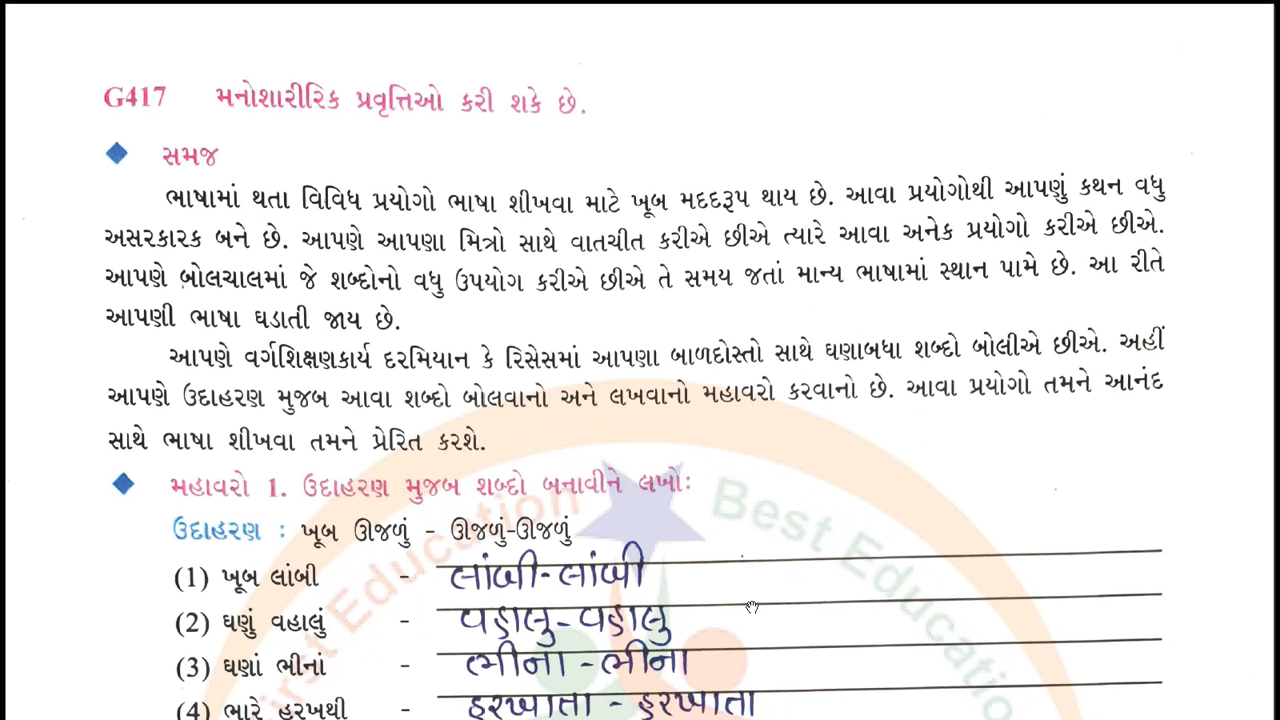 G417 મનોશારીરિક પ્રવૃત્તિઓ કરી શકે છે.
◆ સમજ
ભાષામાં થતા વિવિધ પ્રયોગો ભાષા શીખવા માટે ખૂબ મદદરૂપ થાય છે. આવા પ્રયોગોથી આપણું કથન વધુ
અસરકારક બને છે. આપણે આપણા મિત્રો સાથે વાતચીત કરીએ છીએ ત્યારે આવા અનેક પ્રયોગો કરીએ છીએ.
આપણે બોલચાલમાં જે શબ્દોનો વધુ ઉપયોગ કરીએ છીએ તે સમય જતાં માન્ય ભાષામાં સ્થાન પામે છે. આ રીતે
આપણી ભાષા ઘડાતી જાય છે.
આપણે વર્ગશિક્ષણકાર્ય દરમિયાન કે રિસેસમાં આપણા બાળદોસ્તો સાથે ઘણાબધા શબ્દો બોલીએ છીએ. અહીં
આપણે ઉદાહરણ મુજબ આવા શબ્દો બોલવાનો અને લખવાનો મહાવરો કરવાનો છે. આવા પ્રયોગો તમને આનંદ
સાથે ભાષા શીખવા તમને પ્રેરિત કરશે.
◆ મહાવરો 1. ઉદાહરણ મુજબ શબ્દો બનાવીને લખો:
ઉદાહરણ : ખૂબ ઊજળું - ઊજળું-ઊજળું
(1) ખૂબ લાંબી - લાંબી-લાંબી
(2) ઘણું વહાલું - વહાલુ-વહાલુ
(3) ઘણાં ભીનાં - ભીના-ભીના
(4) ભારે હરખથી - હરખાતા-હરખાતા
First Education Best Education